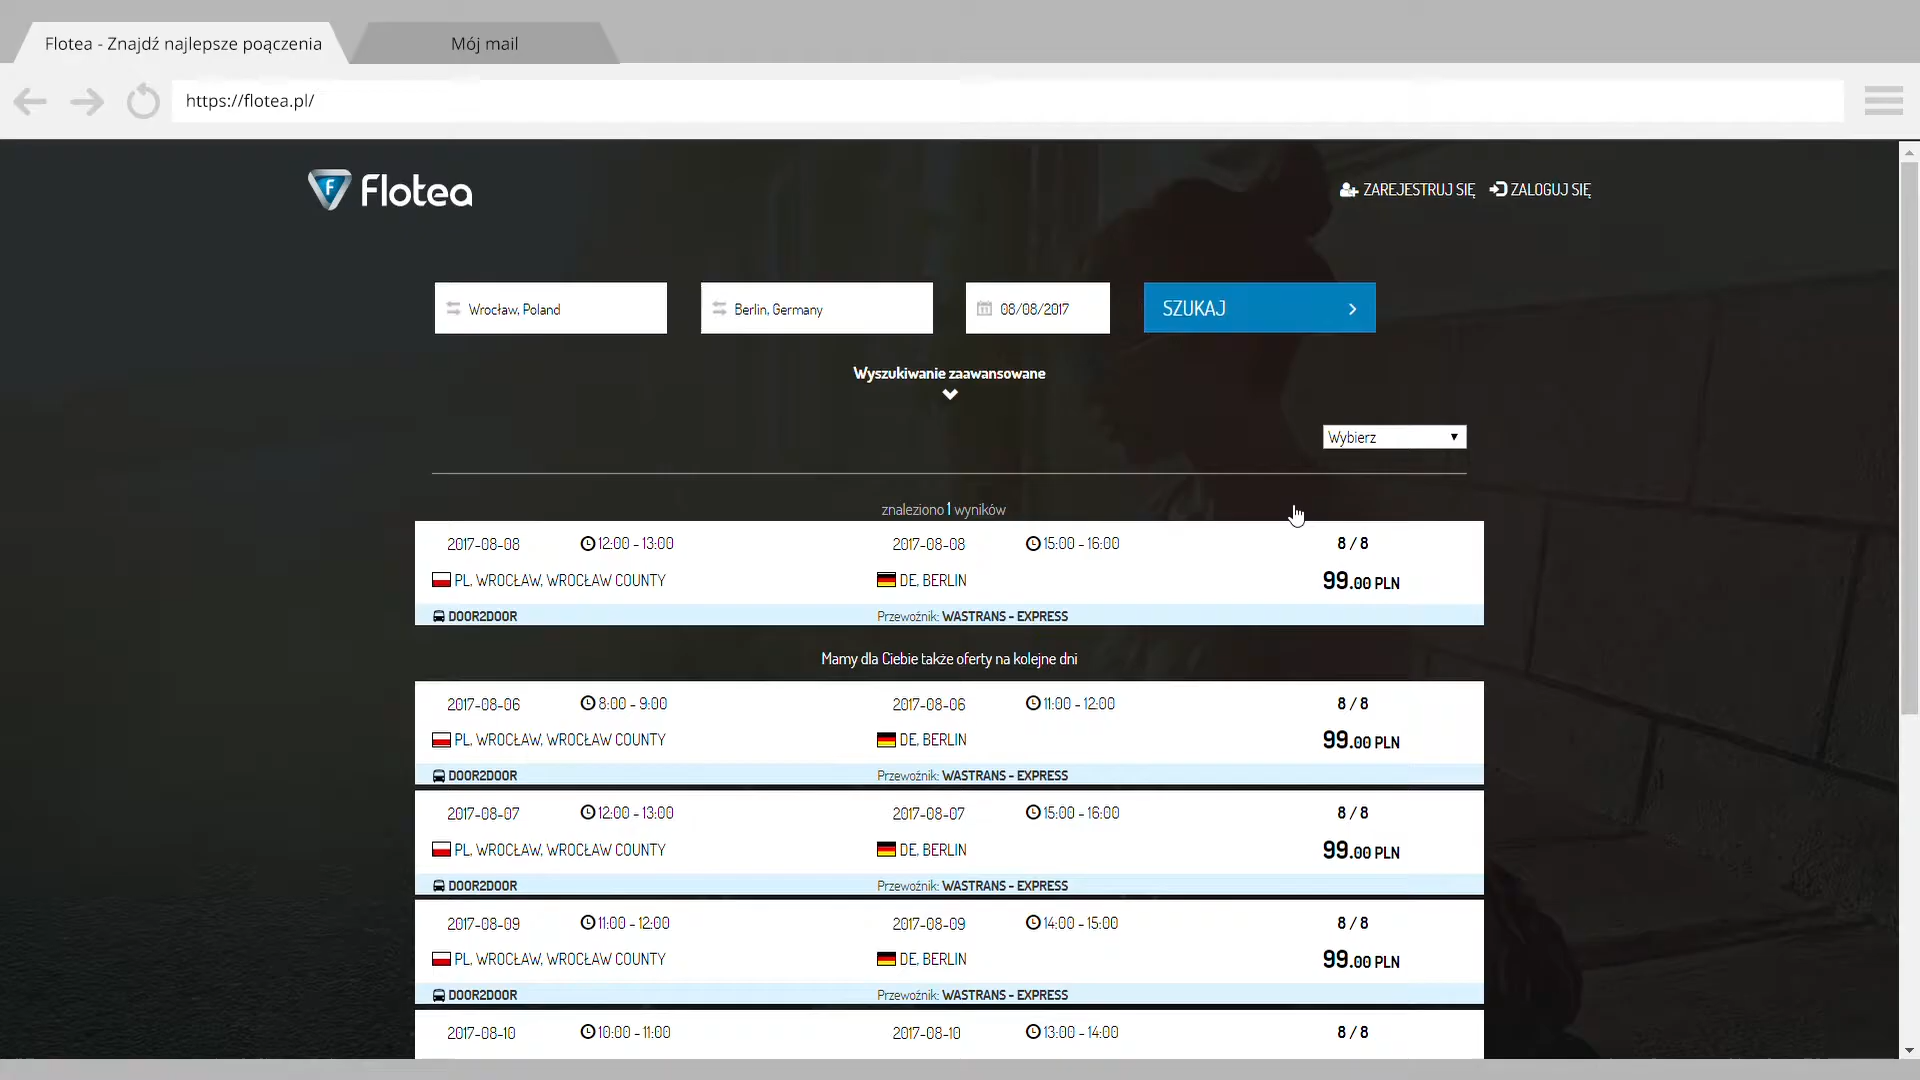 Flotea - Znajdź najlepsze poączenia
Mój mail
https://flotea.pl/
F Flotea
ZAREJESTRUJ SIĘ ZALOGUJ SIĘ
Wrocław, Poland Berlin, Germany 08/08/2017 SZUKAJ
Wyszukiwanie zaawansowane
Wybierz
znaleziono 1 wyników
2017-08-08 12:00 - 13:00 2017-08-08 15:00 - 16:00 8 / 8
PL, WROCŁAW, WROCŁAW COUNTY DE, BERLIN 99.00 PLN
DOOR2DOOR Przewoźnik: WASTRANS - EXPRESS
Mamy dla Ciebie także oferty na kolejne dni
2017-08-06 8:00 - 9:00 2017-08-06 11:00 - 12:00 8 / 8
PL, WROCŁAW, WROCŁAW COUNTY DE, BERLIN 99.00 PLN
DOOR2DOOR Przewoźnik: WASTRANS - EXPRESS
2017-08-07 12:00 - 13:00 2017-08-07 15:00 - 16:00 8 / 8
PL, WROCŁAW, WROCŁAW COUNTY DE, BERLIN 99.00 PLN
DOOR2DOOR Przewoźnik: WASTRANS - EXPRESS
2017-08-09 11:00 - 12:00 2017-08-09 14:00 - 15:00 8 / 8
PL, WROCŁAW, WROCŁAW COUNTY DE, BERLIN 99.00 PLN
DOOR2DOOR Przewoźnik: WASTRANS - EXPRESS
2017-08-10 10:00 - 11:00 2017-08-10 13:00 - 14:00 8 / 8